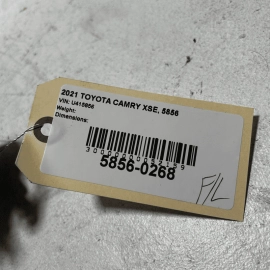 2021 TOYOTA CAMRY XSE, 5856
VIN: U415856
Weight:
Dimensions:
5856-0268
F/L